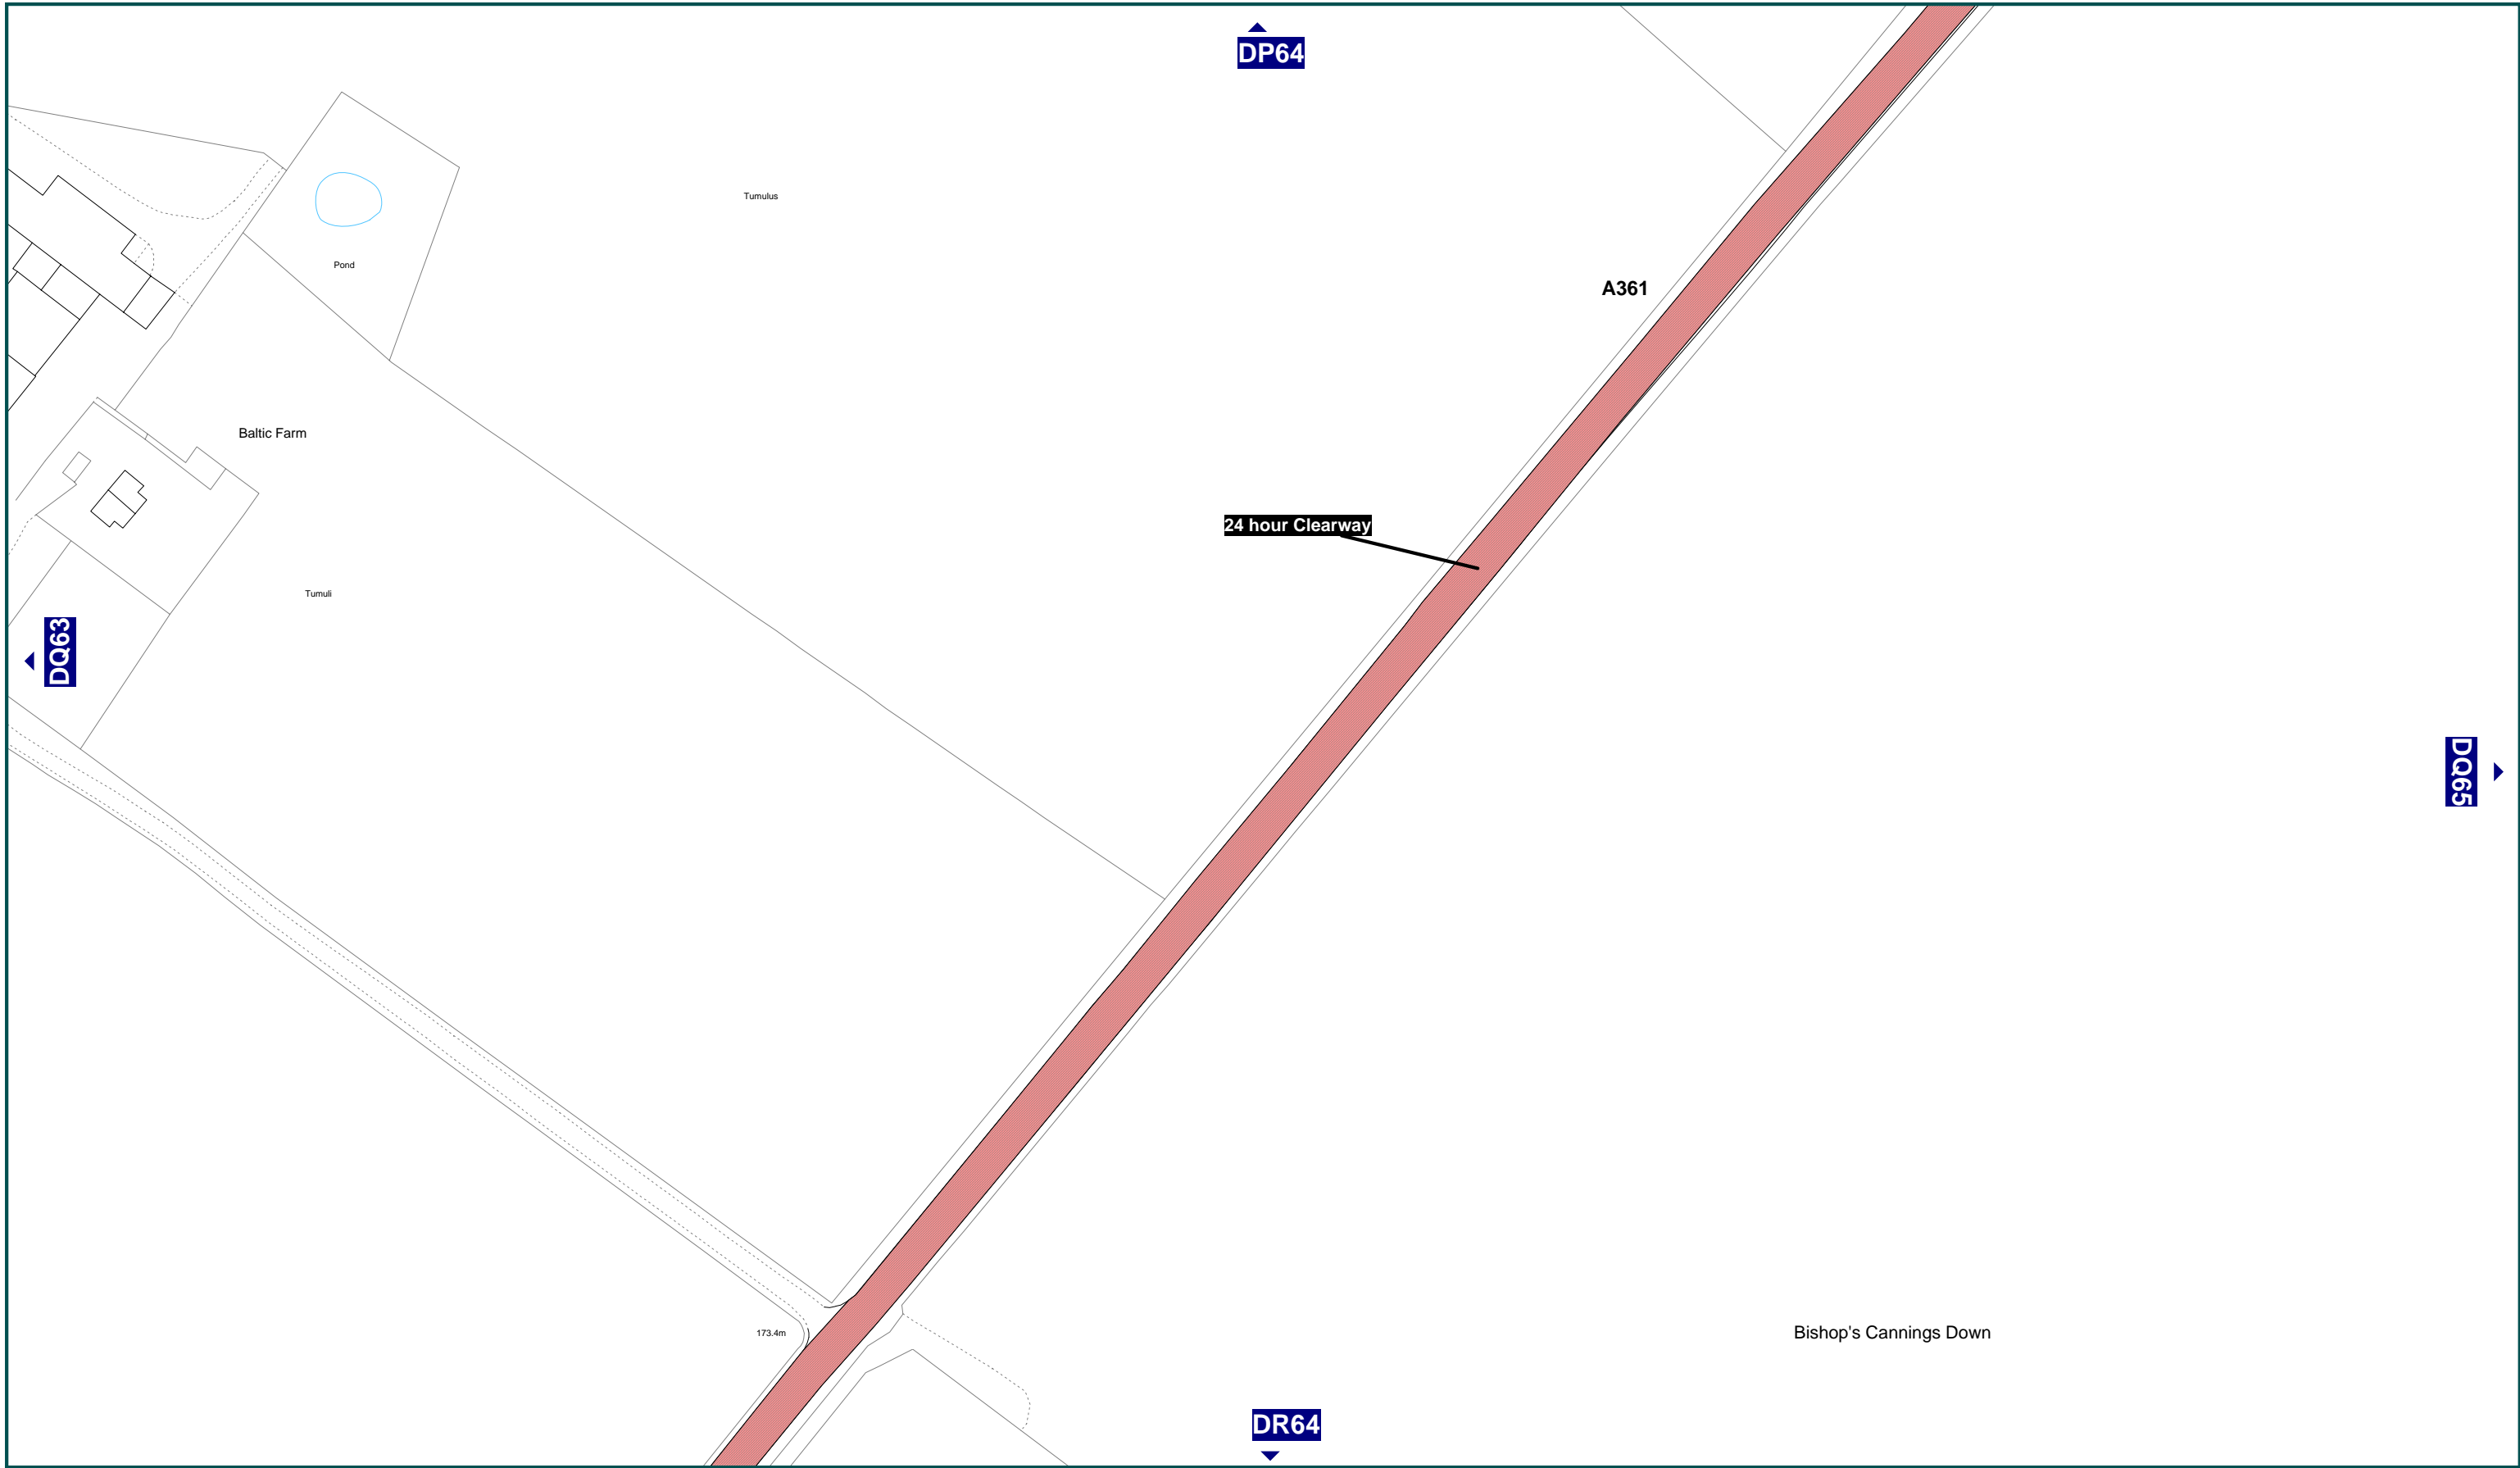 DP64
Tumulus
Pond
A361
Baltic Farm
24 hour Clearway
Tumuli
DQ63
DQ65
173.4m
Bishop's Cannings Down
DR64